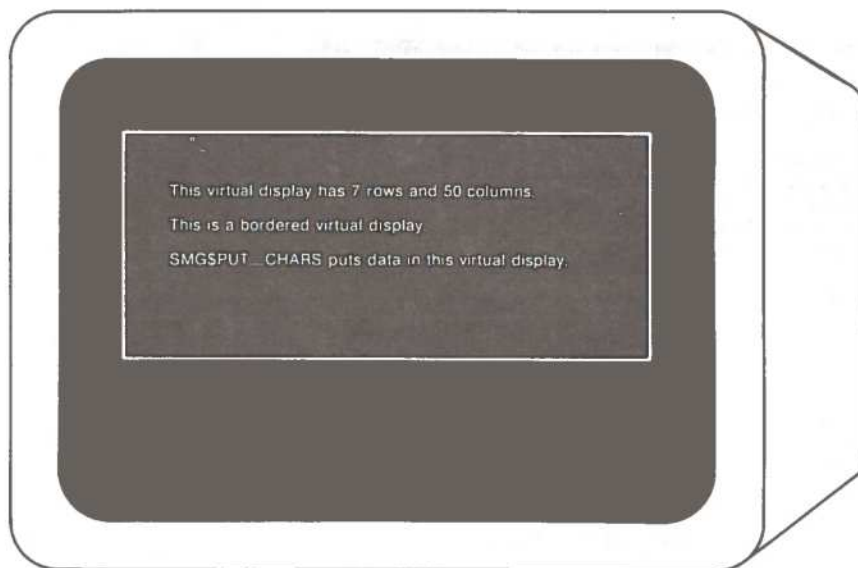 This virtual display has 7 rows and 50 columns.
This is a bordered virtual display
SMG$PUT_CHARS puts data in this virtual display.